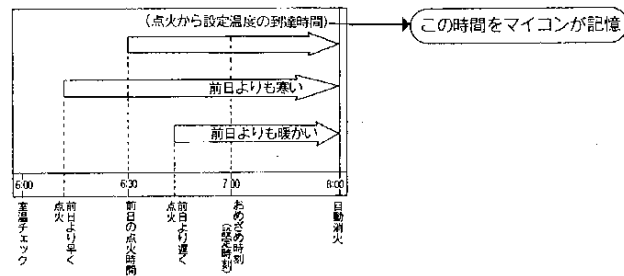 (点火から設定温度の到達時間)
この時間をマイコンが記憶
前日よりも寒い
前日よりも暖かい
6:00
6:30
7:00
8:00
室温チェック
前日より早く
点火
前日の点火時間
前日より遅く
点火
おめざめ時刻
(設定時刻)
自動消火